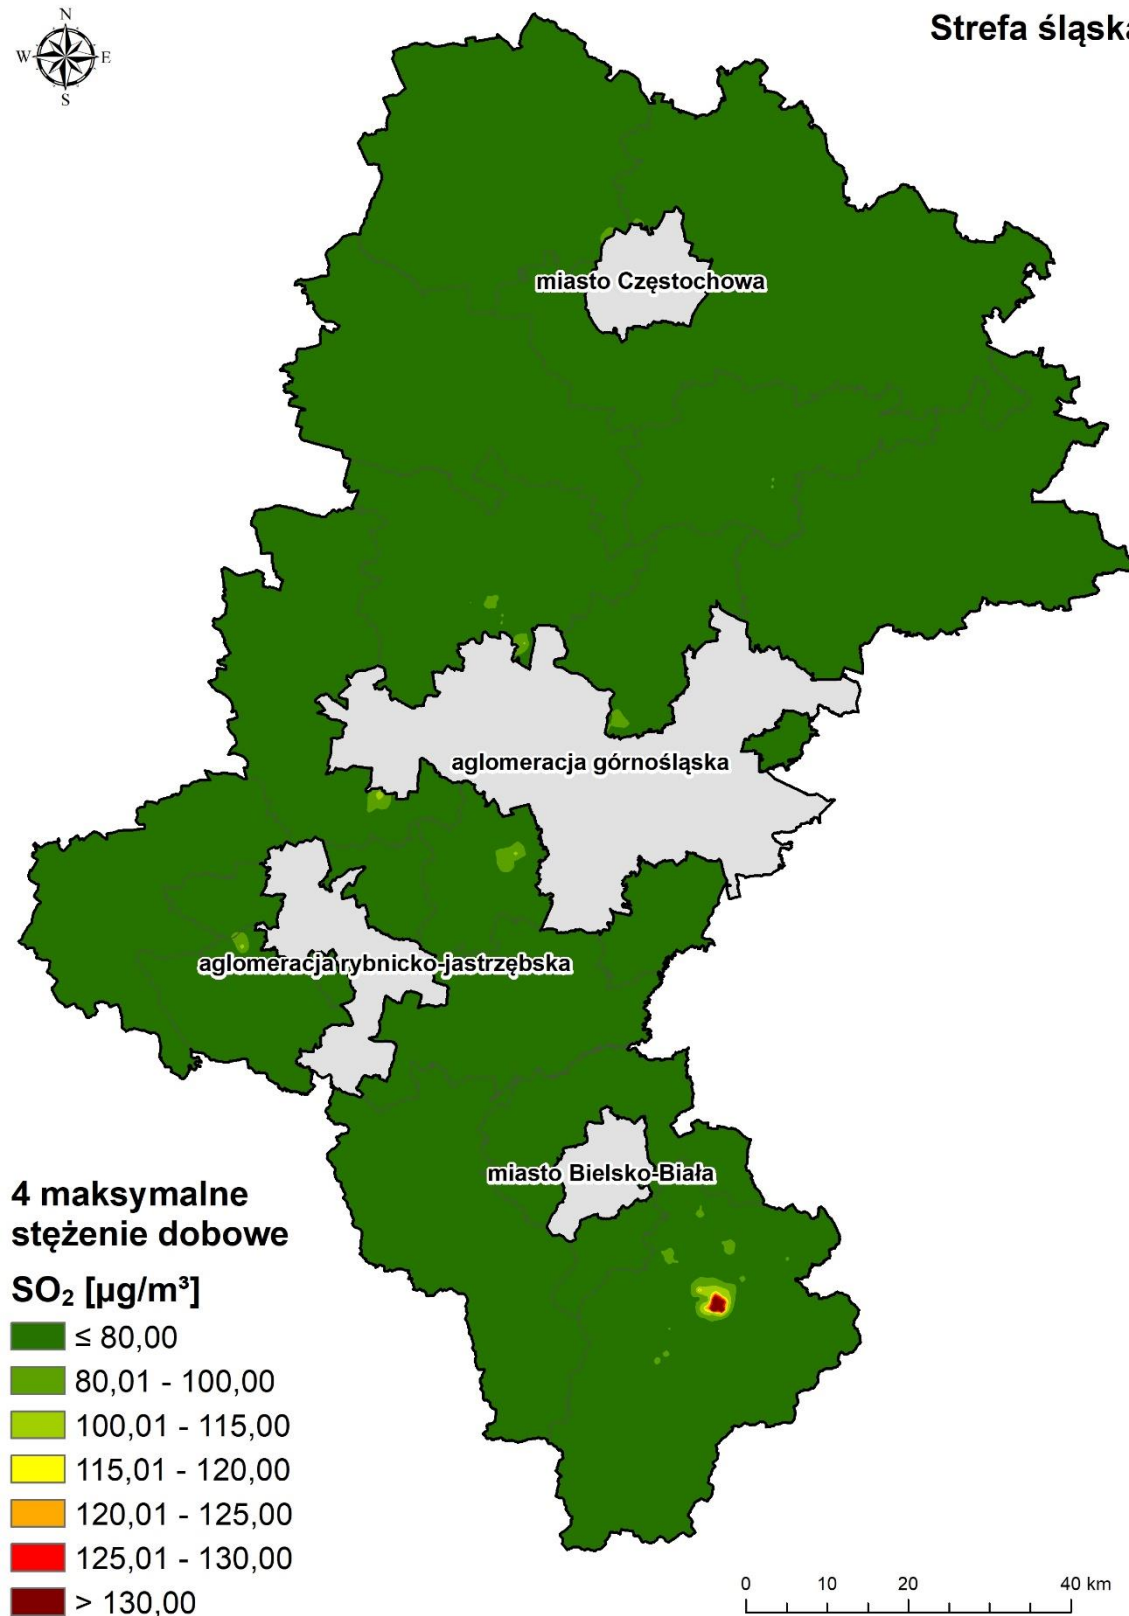 N
Strefa śląska
W E
S
miasto Częstochowa
aglomeracja górnośląska
aglomeracja rybnicko-jastrzębska
miasto Bielsko-Biała
4 maksymalne
stężenie dobowe
SO₂ [µg/m³]
≤ 80,00
80,01 - 100,00
100,01 - 115,00
115,01 - 120,00
120,01 - 125,00
125,01 - 130,00
> 130,00
0 10 20 40 km